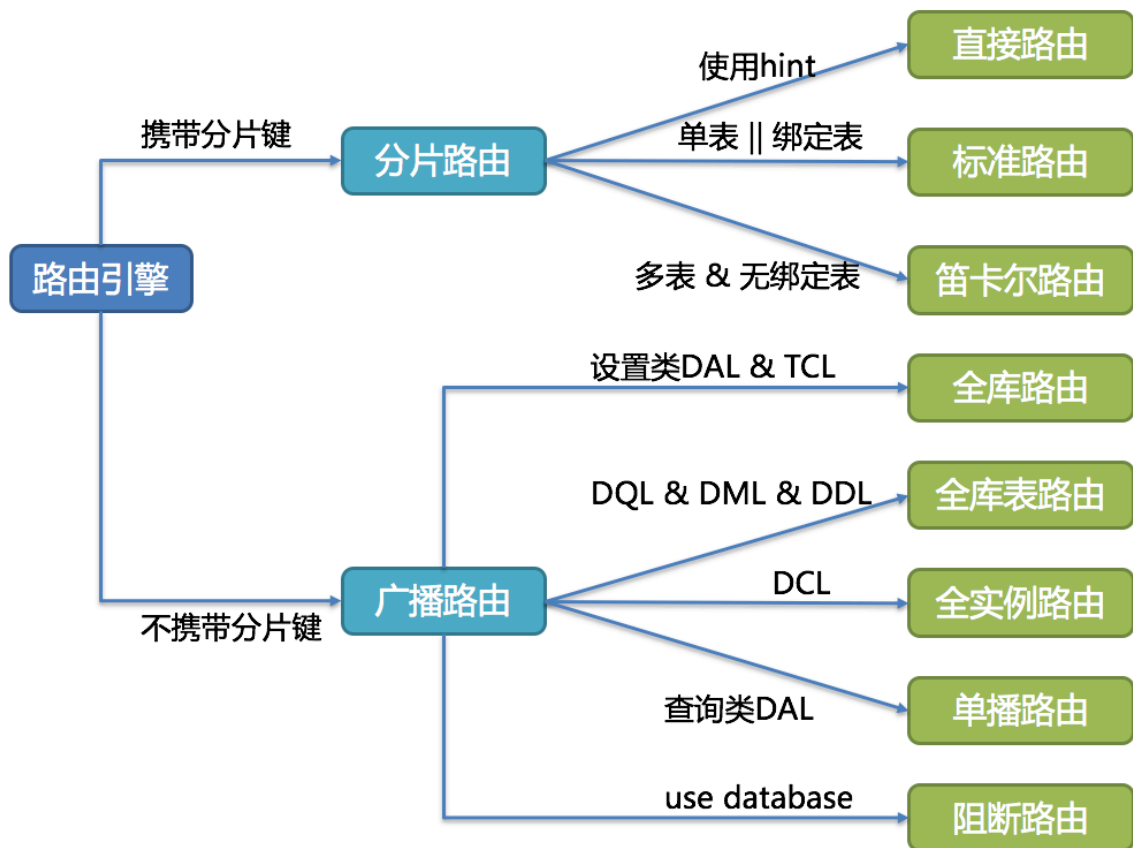 使用hint
直接路由
携带分片键
分片路由
单表 || 绑定表
标准路由
路由引擎
多表 & 无绑定表
笛卡尔路由
设置类DAL & TCL
全库路由
DQL & DML & DDL
全库表路由
不携带分片键
广播路由
DCL
全实例路由
查询类DAL
单播路由
use database
阻断路由